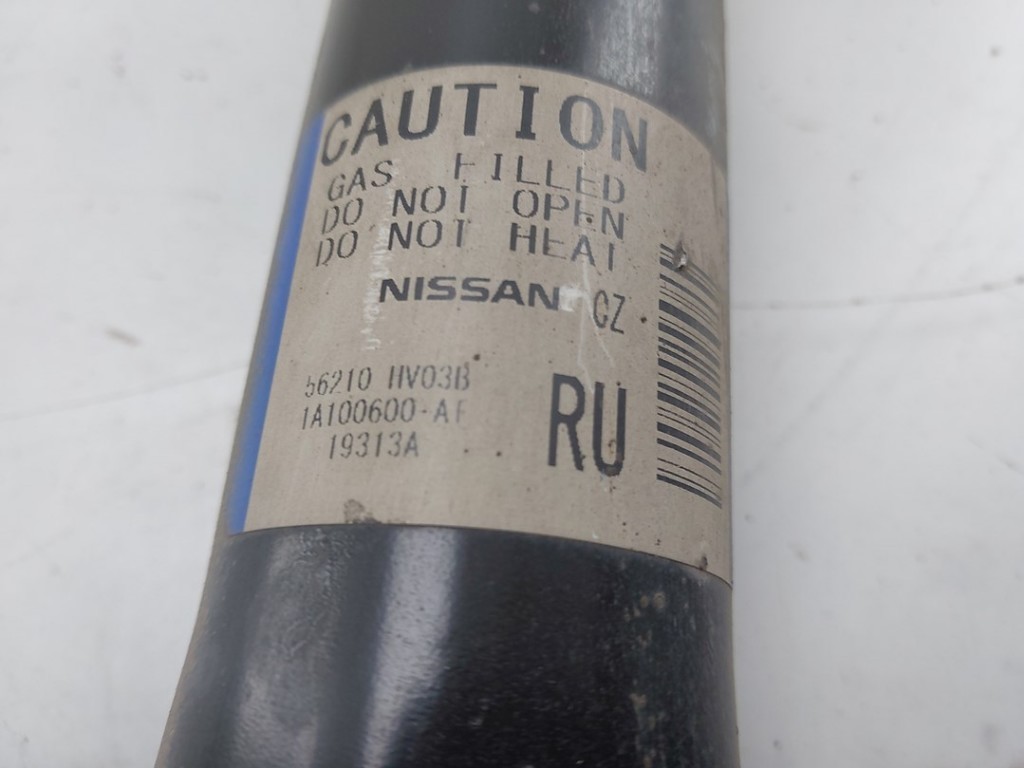 CAUTION
GAS FILLED
DO NOT OPEN
DO NOT HEAT
NISSAN CZ
56210 HV03B
1A100600-AF
19313A
RU